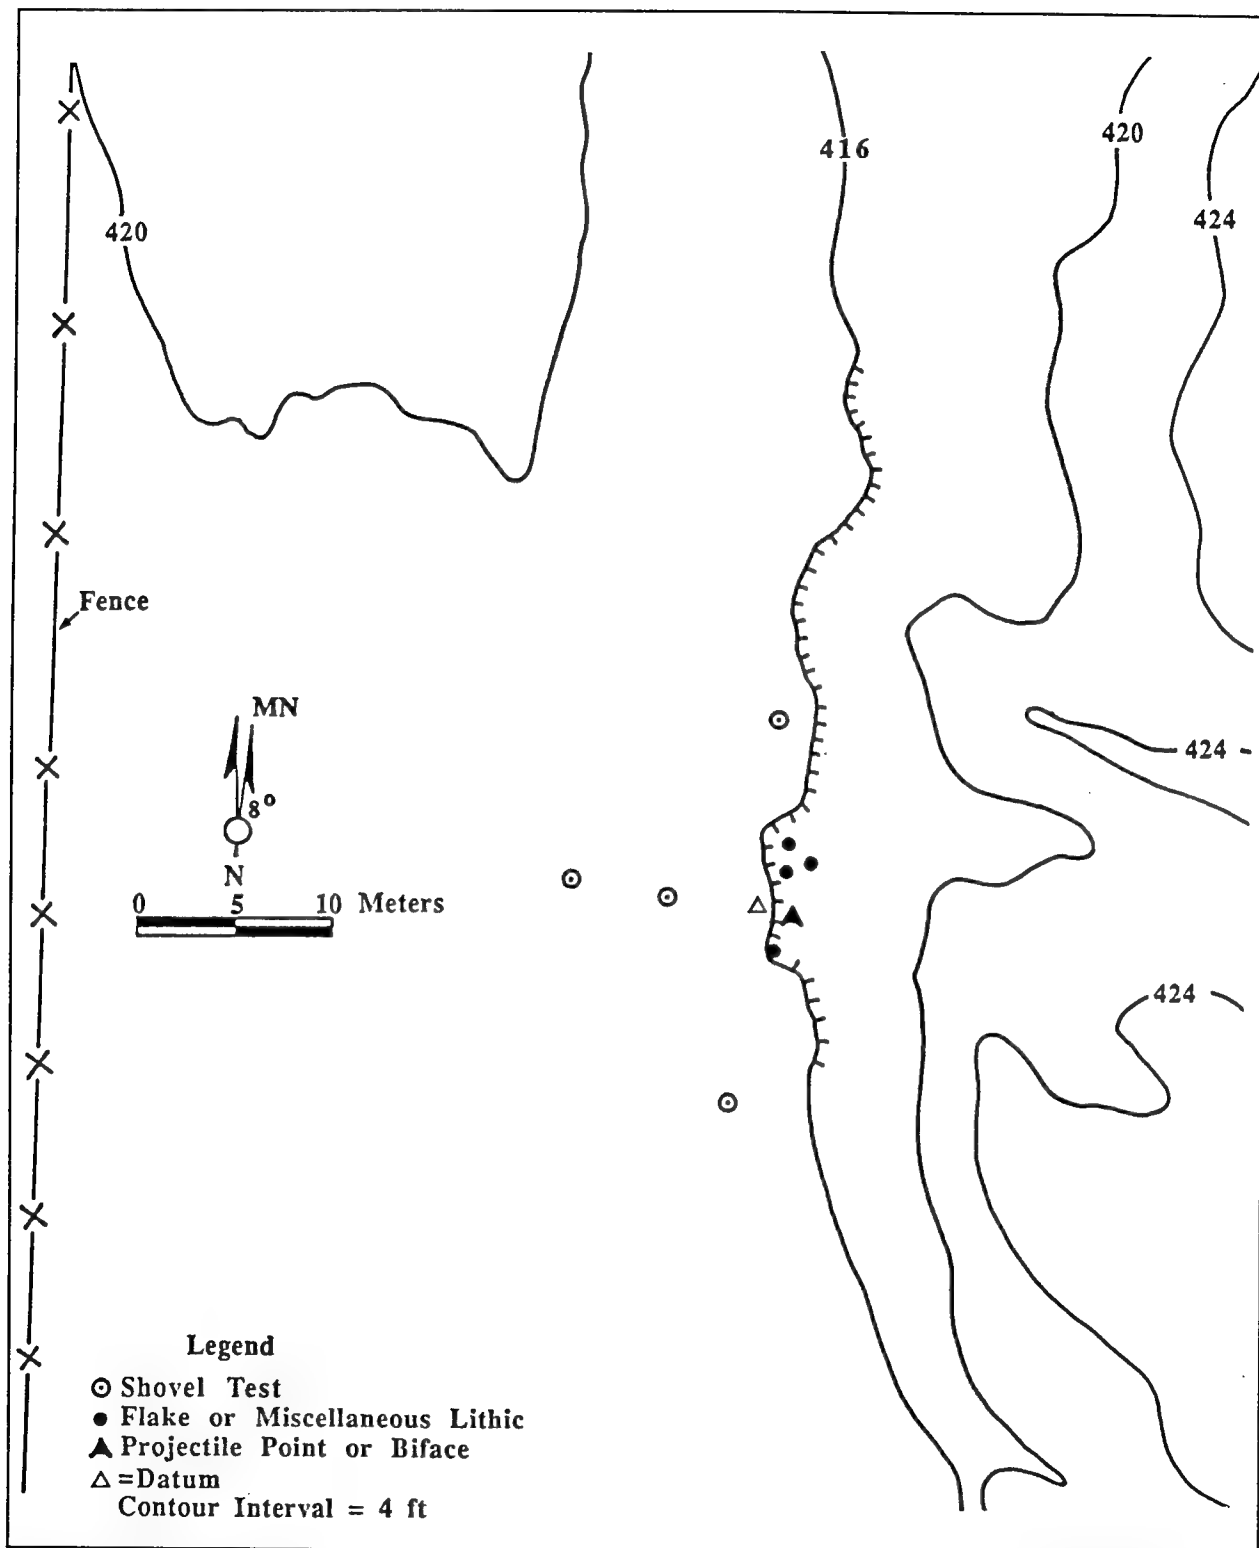 416
420
424
420
Fence
MN
8°
N
424
0 5 10 Meters
424
Legend
Shovel Test
Flake or Miscellaneous Lithic
Projectile Point or Biface
=Datum
Contour Interval = 4 ft